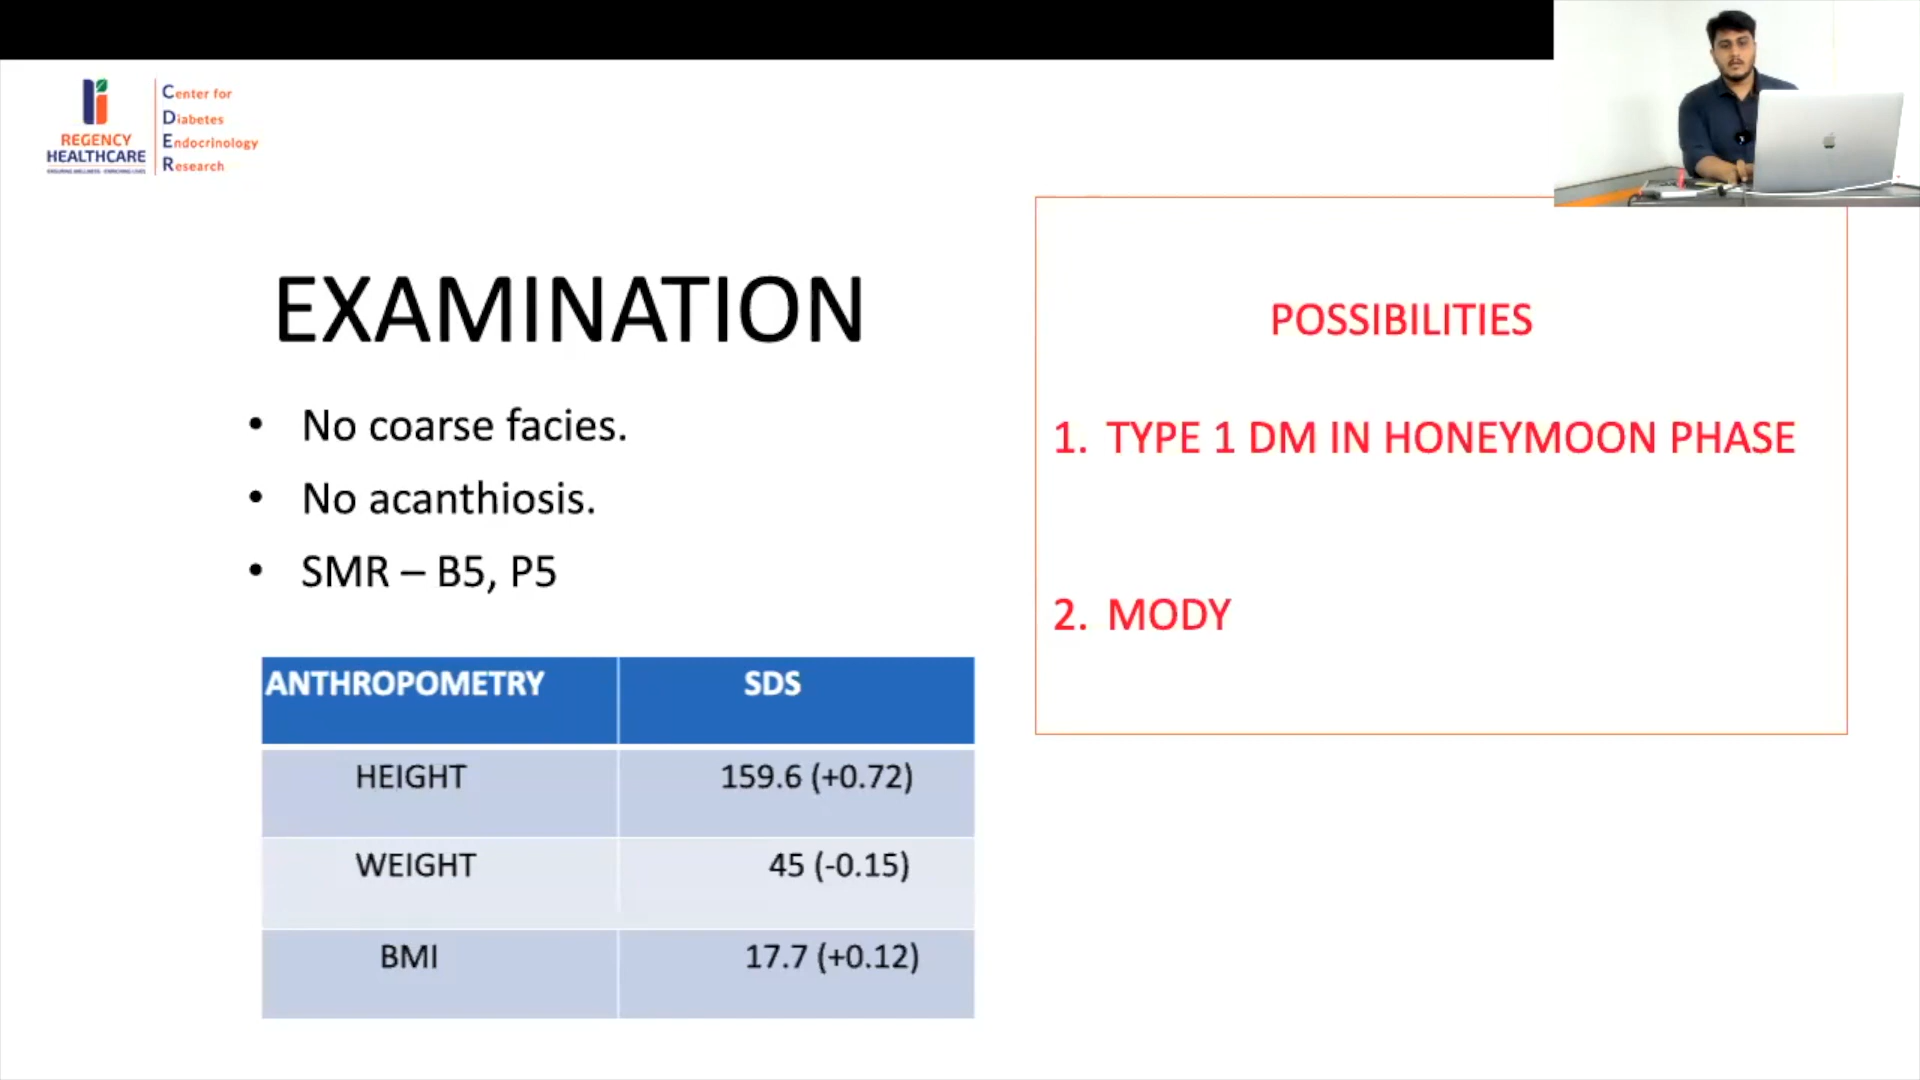 REGENCY
HEALTHCARE
Center for
Diabetes
Endocrinology
Research
EXAMINATION
• No coarse facies.
• No acanthiosis.
• SMR – B5, P5
ANTHROPOMETRY SDS
HEIGHT 159.6 (+0.72)
WEIGHT 45 (-0.15)
BMI 17.7 (+0.12)
POSSIBILITIES
1. TYPE 1 DM IN HONEYMOON PHASE
2. MODY